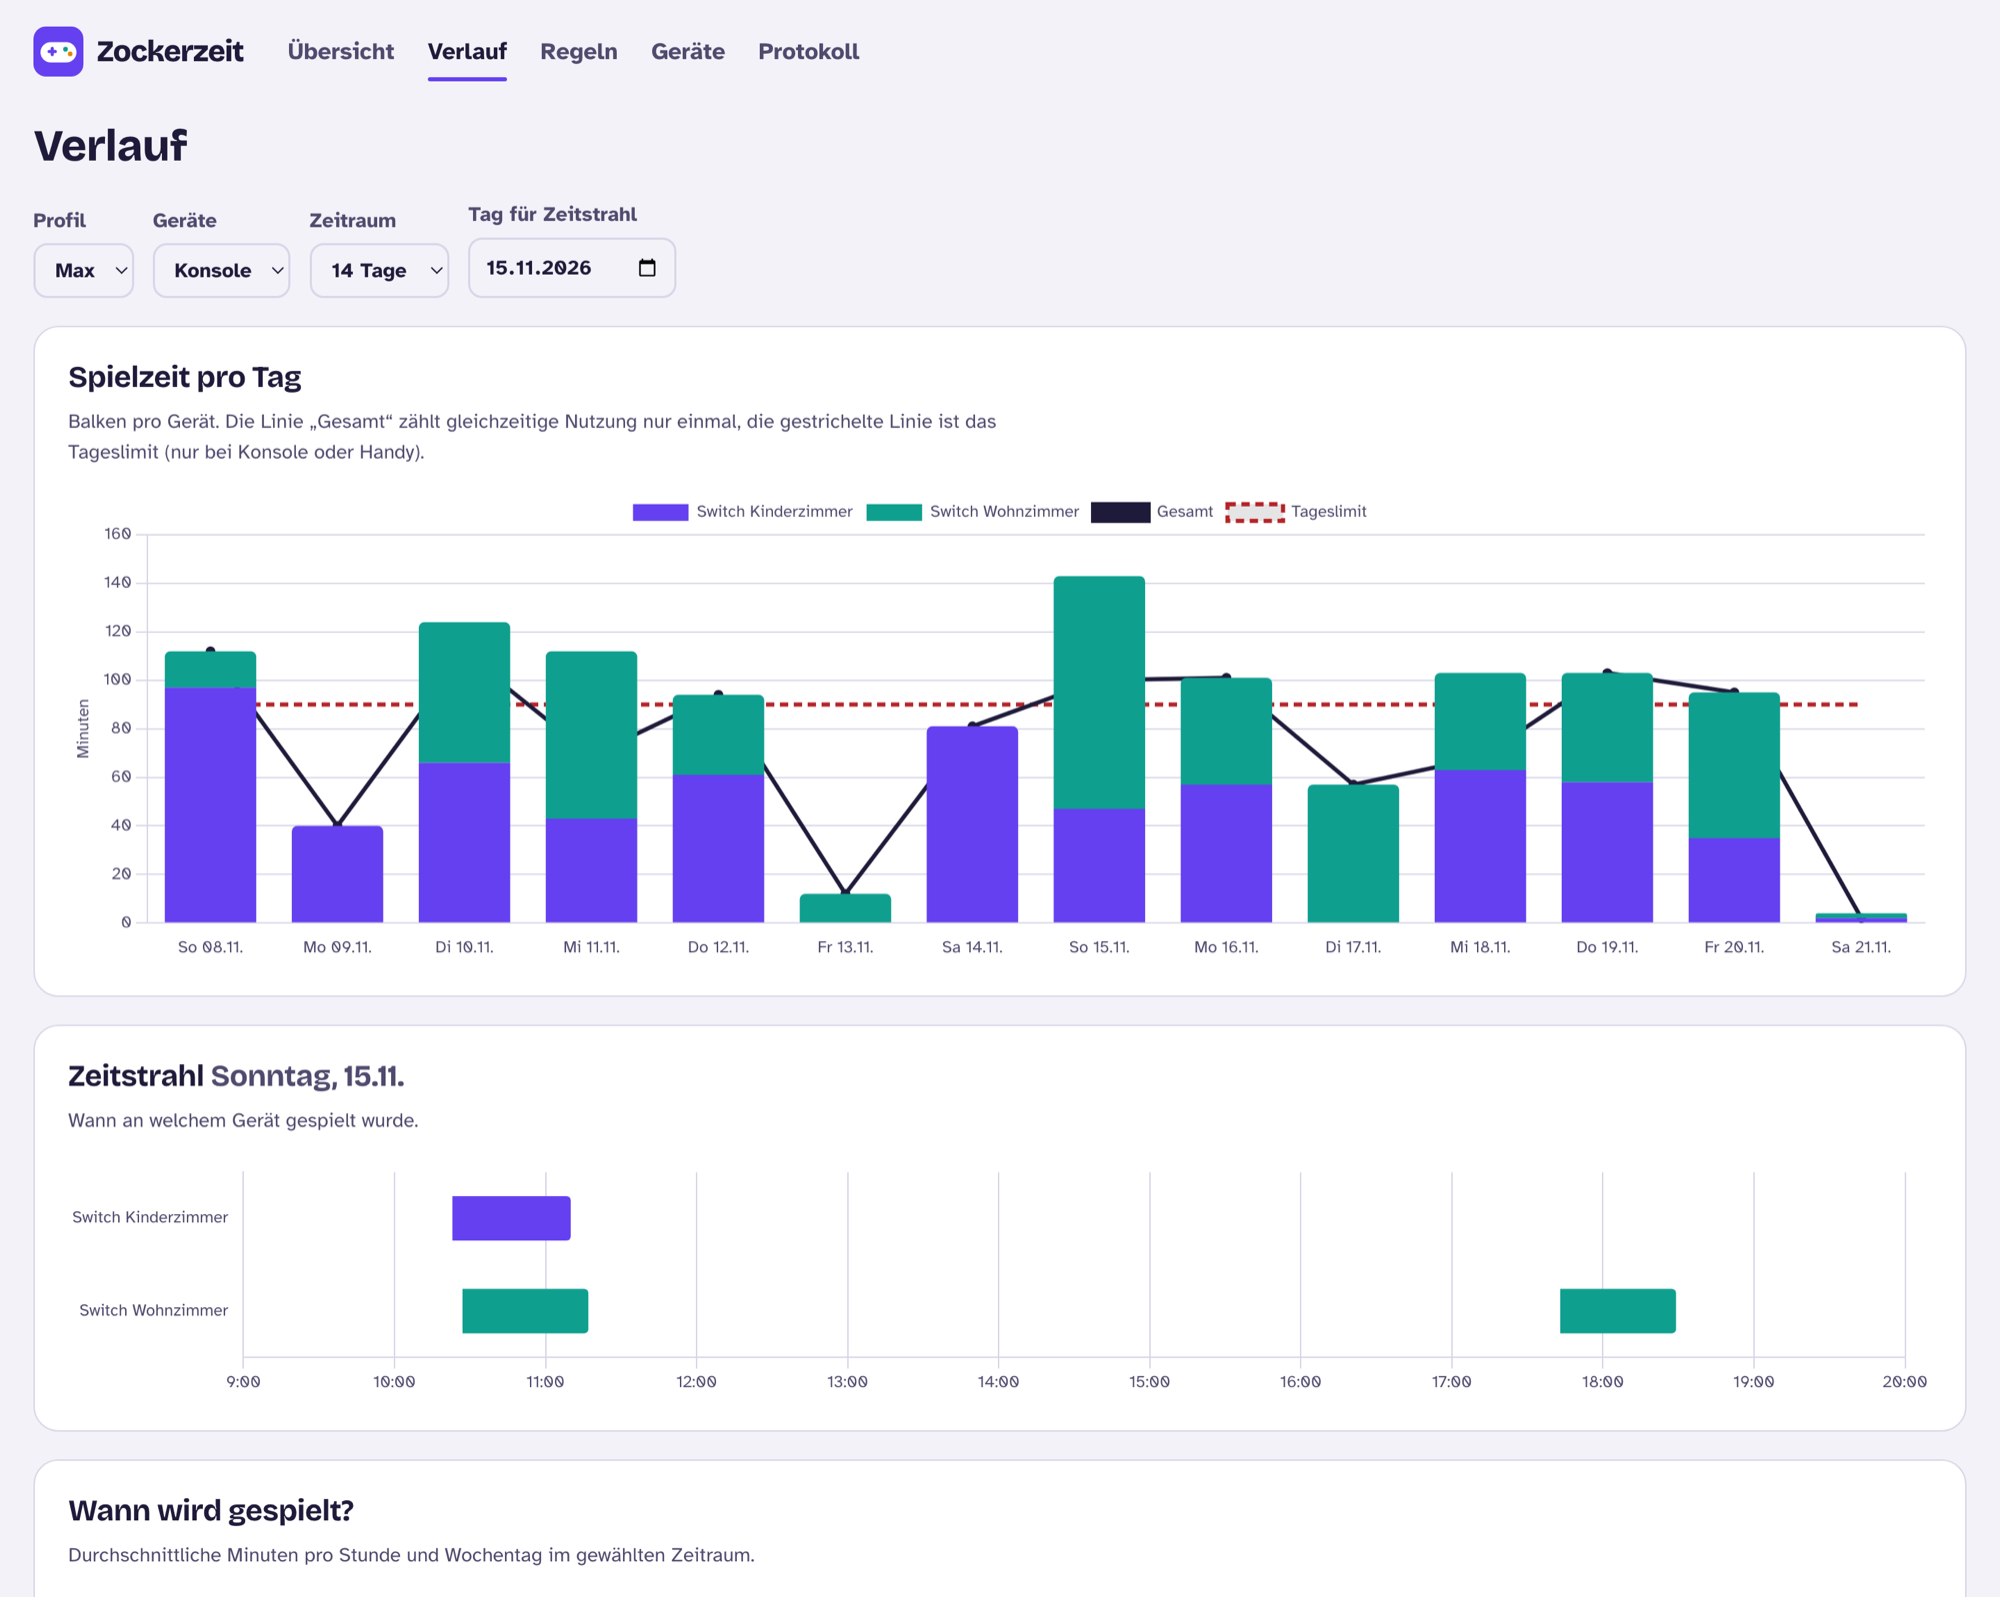 Zockerzeit
Übersicht
Verlauf
Regeln
Geräte
Protokoll
Verlauf
Profil
Geräte
Zeitraum
Tag für Zeitstrahl
Max
Konsole
14 Tage
15.11.2026
Spielzeit pro Tag
Balken pro Gerät. Die Linie „Gesamt“ zählt gleichzeitige Nutzung nur einmal, die gestrichelte Linie ist das
Tageslimit (nur bei Konsole oder Handy).
Switch Kinderzimmer
Switch Wohnzimmer
Gesamt
Tageslimit
Minuten
160
140
120
100
80
60
40
20
0
So 08.11.
Mo 09.11.
Di 10.11.
Mi 11.11.
Do 12.11.
Fr 13.11.
Sa 14.11.
So 15.11.
Mo 16.11.
Di 17.11.
Mi 18.11.
Do 19.11.
Fr 20.11.
Sa 21.11.
Zeitstrahl Sonntag, 15.11.
Wann an welchem Gerät gespielt wurde.
Switch Kinderzimmer
Switch Wohnzimmer
9:00
10:00
11:00
12:00
13:00
14:00
15:00
16:00
17:00
18:00
19:00
20:00
Wann wird gespielt?
Durchschnittliche Minuten pro Stunde und Wochentag im gewählten Zeitraum.